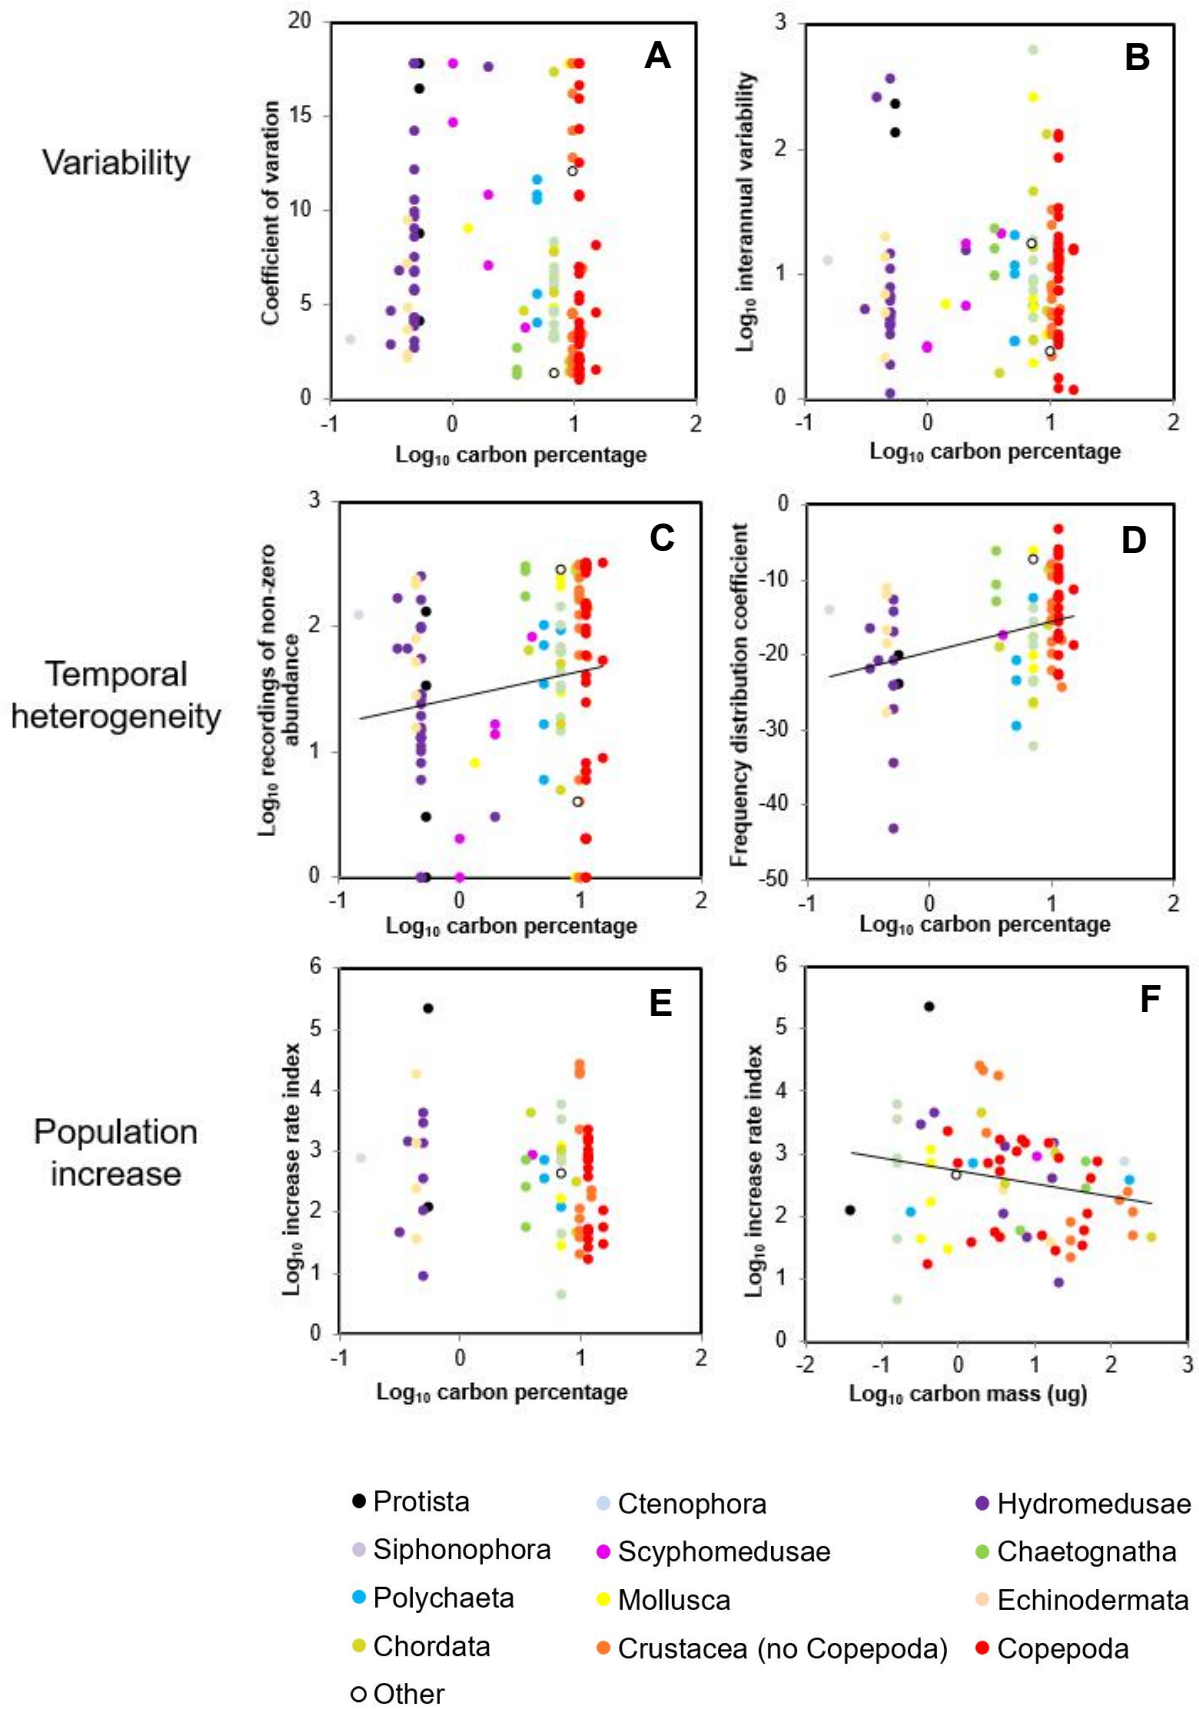 Variability
A
20
15
10
5
0
-1 0 1 2
Coefficient of varation
Log₁₀ carbon percentage
B
3
2
1
0
-1 0 1 2
Log₁₀ interannual variability
Log₁₀ carbon percentage
Temporal
heterogeneity
C
3
2
1
0
-1 0 1 2
Log₁₀ recordings of non-zero
abundance
Log₁₀ carbon percentage
D
0
-10
-20
-30
-40
-50
-1 0 1 2
Frequency distribution coefficient
Log₁₀ carbon percentage
Population
increase
E
6
5
4
3
2
1
0
-1 0 1 2
Log₁₀ increase rate index
Log₁₀ carbon percentage
F
6
5
4
3
2
1
0
-2 -1 0 1 2 3
Log₁₀ increase rate index
Log₁₀ carbon mass (ug)
Protista Ctenophora Hydromedusae
Siphonophora Scyphomedusae Chaetognatha
Polychaeta Mollusca Echinodermata
Chordata Crustacea (no Copepoda) Copepoda
Other